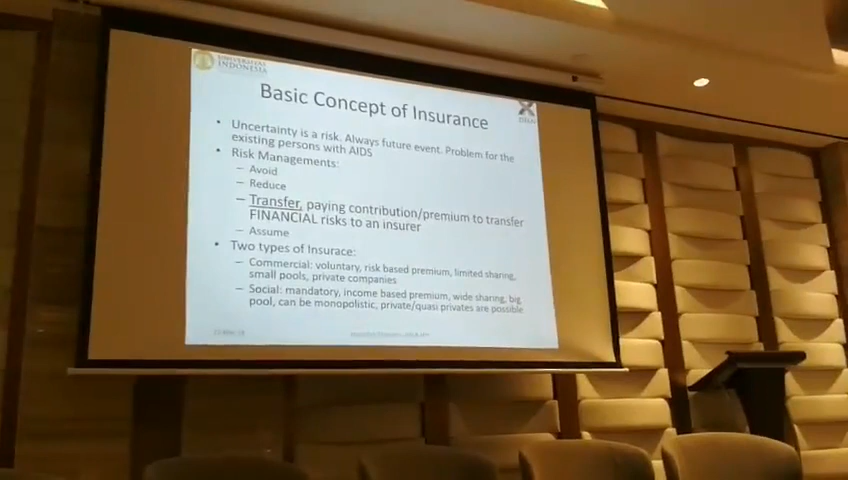 UNIVERSITAS
INDONESIA
Basic Concept of Insurance
• Uncertainty is a risk. Always future event. Problem for the
existing persons with AIDS
• Risk Managements:
– Avoid
– Reduce
– Transfer, paying contribution/premium to transfer
FINANCIAL risks to an insurer
– Assume
• Two types of Insurace:
– Commercial: voluntary, risk based premium, limited sharing,
small pools, private companies
– Social: mandatory, income based premium, wide sharing, big
pool, can be monopolistic, private/quasi privates are possible